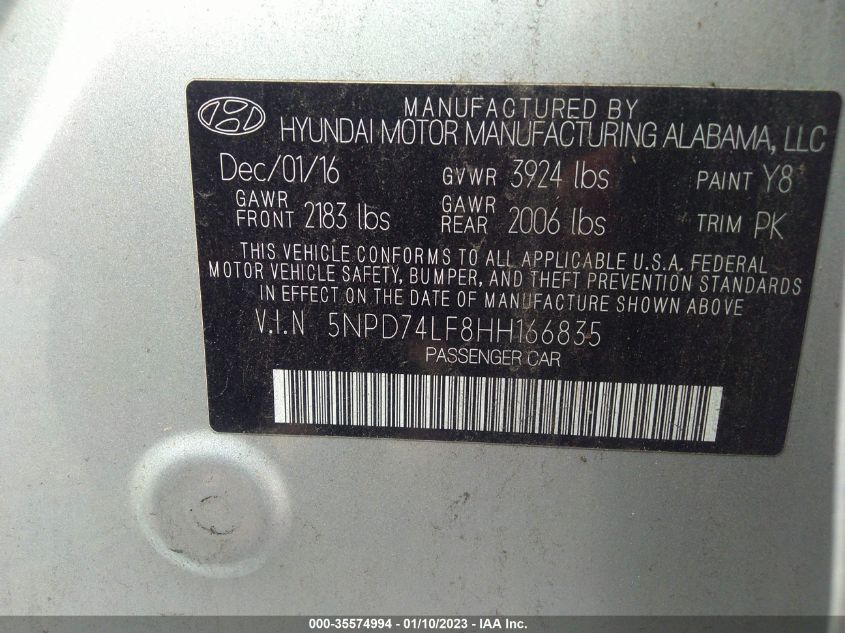 MANUFACTURED BY
HYUNDAI MOTOR MANUFACTURING ALABAMA, LLC
Dec/01/16 GVWR 3924 lbs PAINT Y8
GAWR FRONT 2183 lbs GAWR REAR 2006 lbs TRIM PK
THIS VEHICLE CONFORMS TO ALL APPLICABLE U.S.A. FEDERAL
MOTOR VEHICLE SAFETY, BUMPER, AND THEFT PREVENTION STANDARDS
IN EFFECT ON THE DATE OF MANUFACTURE SHOWN ABOVE
V.I.N 5NPD74LF8HH166835
PASSENGER CAR
000-35574994 - 01/10/2023 - IAA Inc.